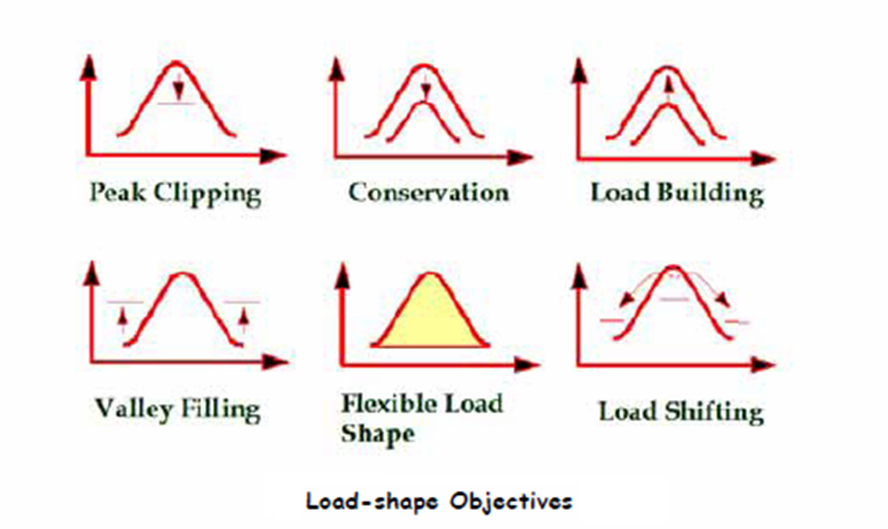 Peak Clipping
Conservation
Load Building
Valley Filling
Flexible Load
Shape
Load Shifting
Load-shape Objectives